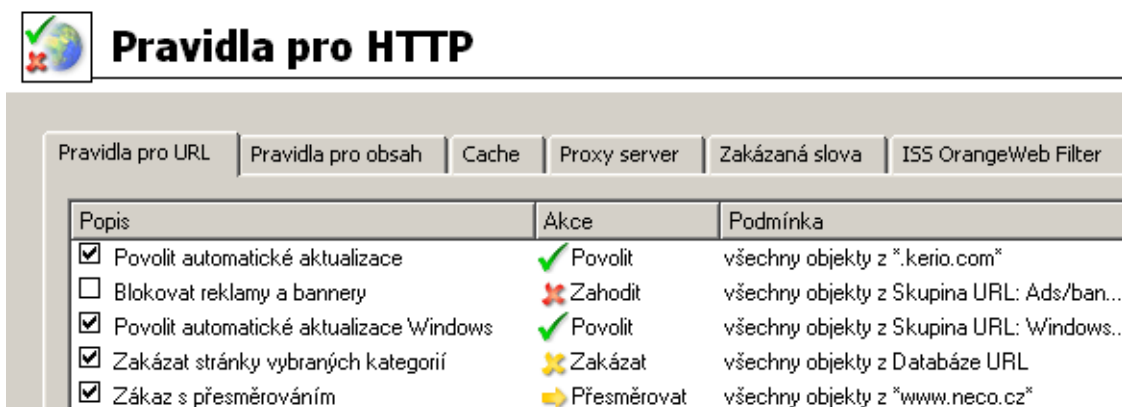 Pravidla pro HTTP
Pravidla pro URL Pravidla pro obsah Cache Proxy server Zakázaná slova ISS OrangeWeb Filter
Popis Akce Podmínka
Povolit automatické aktualizace Povolit všechny objekty z "*.kerio.com*"
Blokovat reklamy a bannery Zahodit všechny objekty z Skupina URL: Ads/ban...
Povolit automatické aktualizace Windows Povolit všechny objekty z Skupina URL: Windows...
Zakázat stránky vybraných kategorií Zakázat všechny objekty z Databáze URL
Zákaz s přesměrováním Přesměrovat všechny objekty z "*www.neco.cz*"